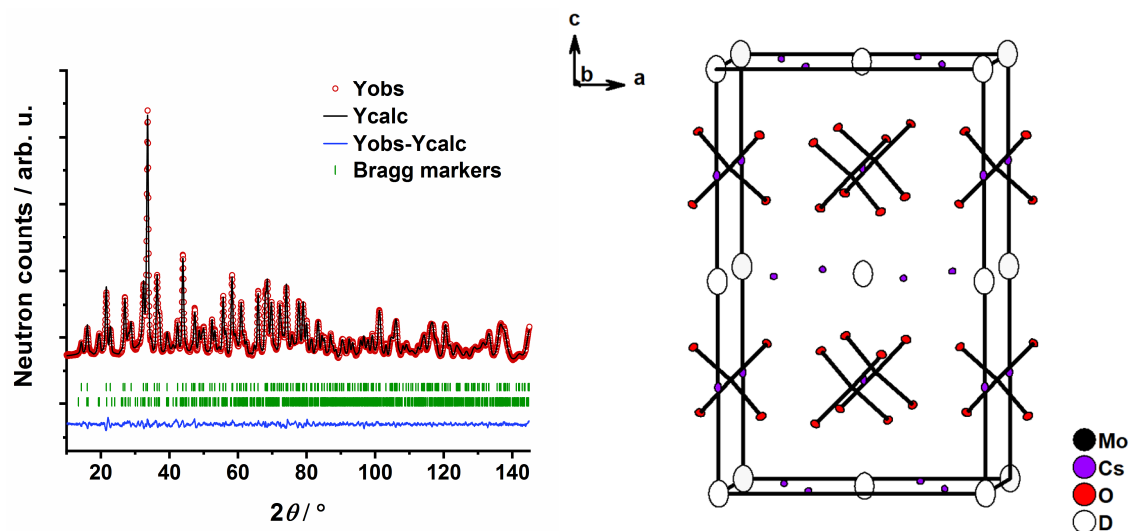 Neutron counts / arb. u.
Yobs
Ycalc
Yobs-Ycalc
Bragg markers
20 40 60 80 100 120 140
2θ / °
c
b
a
Mo
Cs
O
D